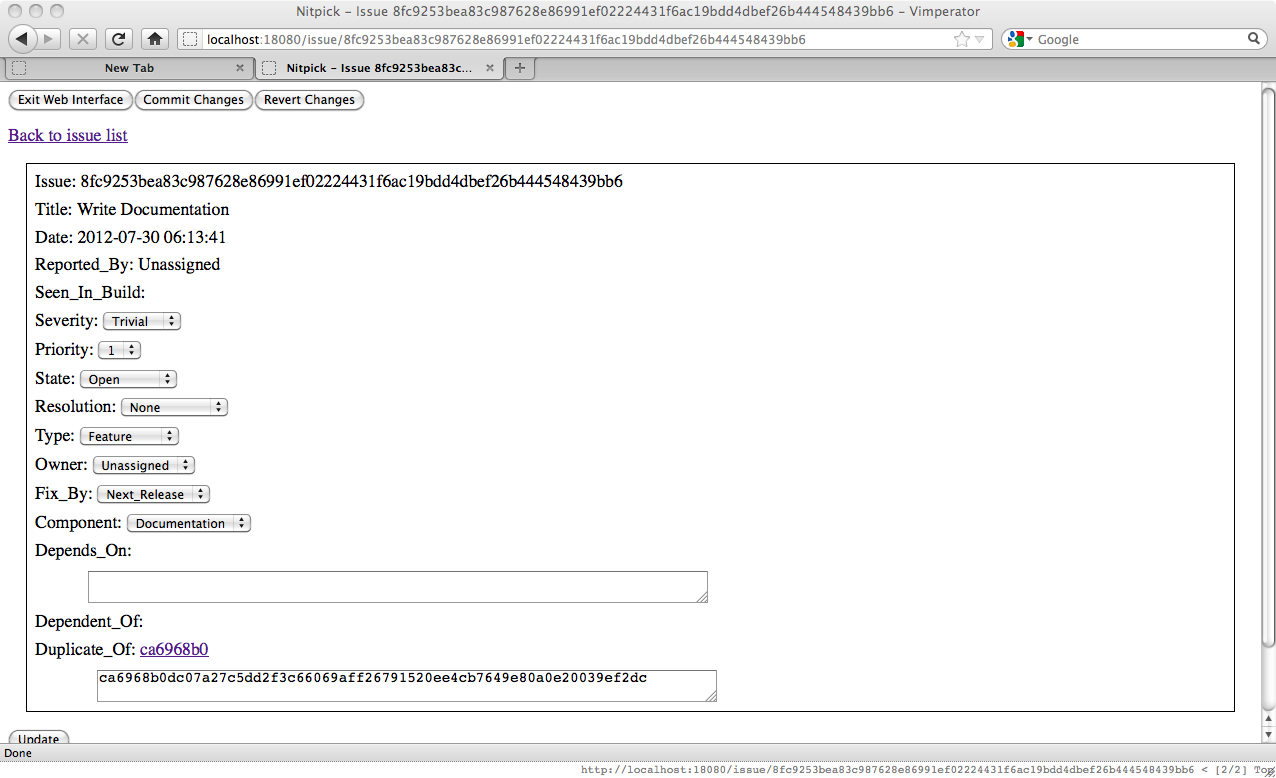 Nitpick - Issue 8fc9253bea83c987628e86991ef02224431f6ac19bdd4dbef26b444548439bb6 - Vimperator
localhost:18080/issue/8fc9253bea83c987628e86991ef02224431f6ac19bdd4dbef26b444548439bb6 Google
New Tab Nitpick - Issue 8fc9253bea83c...
Exit Web Interface Commit Changes Revert Changes
Back to issue list
Issue: 8fc9253bea83c987628e86991ef02224431f6ac19bdd4dbef26b444548439bb6
Title: Write Documentation
Date: 2012-07-30 06:13:41
Reported_By: Unassigned
Seen_In_Build:
Severity: Trivial
Priority: 1
State: Open
Resolution: None
Type: Feature
Owner: Unassigned
Fix_By: Next_Release
Component: Documentation
Depends_On:
Dependent_Of:
Duplicate_Of: ca6968b0
ca6968b0dc07a27c5dd2f3c66069aff26791520ee4cb7649e80a0e20039ef2dc
Update
Done
http://localhost:18080/issue/8fc9253bea83c987628e86991ef02224431f6ac19bdd4dbef26b444548439bb6 < [2/2] Top